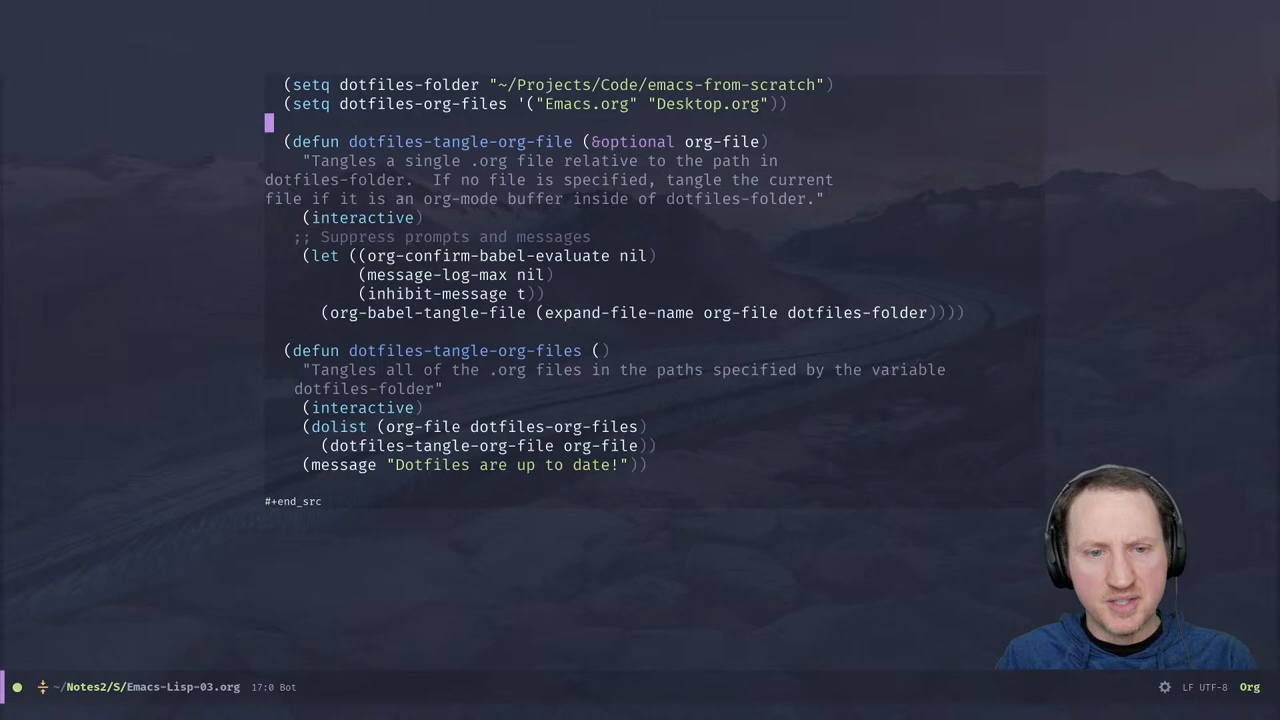 (setq dotfiles-folder "~/Projects/Code/emacs-from-scratch")
(setq dotfiles-org-files '("Emacs.org" "Desktop.org"))
(defun dotfiles-tangle-org-file (&optional org-file)
"Tangles a single .org file relative to the path in
dotfiles-folder.  If no file is specified, tangle the current
file if it is an org-mode buffer inside of dotfiles-folder."
(interactive)
;; Suppress prompts and messages
(let ((org-confirm-babel-evaluate nil)
(message-log-max nil)
(inhibit-message t))
(org-babel-tangle-file (expand-file-name org-file dotfiles-folder))))
(defun dotfiles-tangle-org-files ()
"Tangles all of the .org files in the paths specified by the variable
dotfiles-folder"
(interactive)
(dolist (org-file dotfiles-org-files)
(dotfiles-tangle-org-file org-file))
(message "Dotfiles are up to date!"))
#+end_src
~/Notes2/S/Emacs-Lisp-03.org 17:0 Bot LF UTF-8 Org